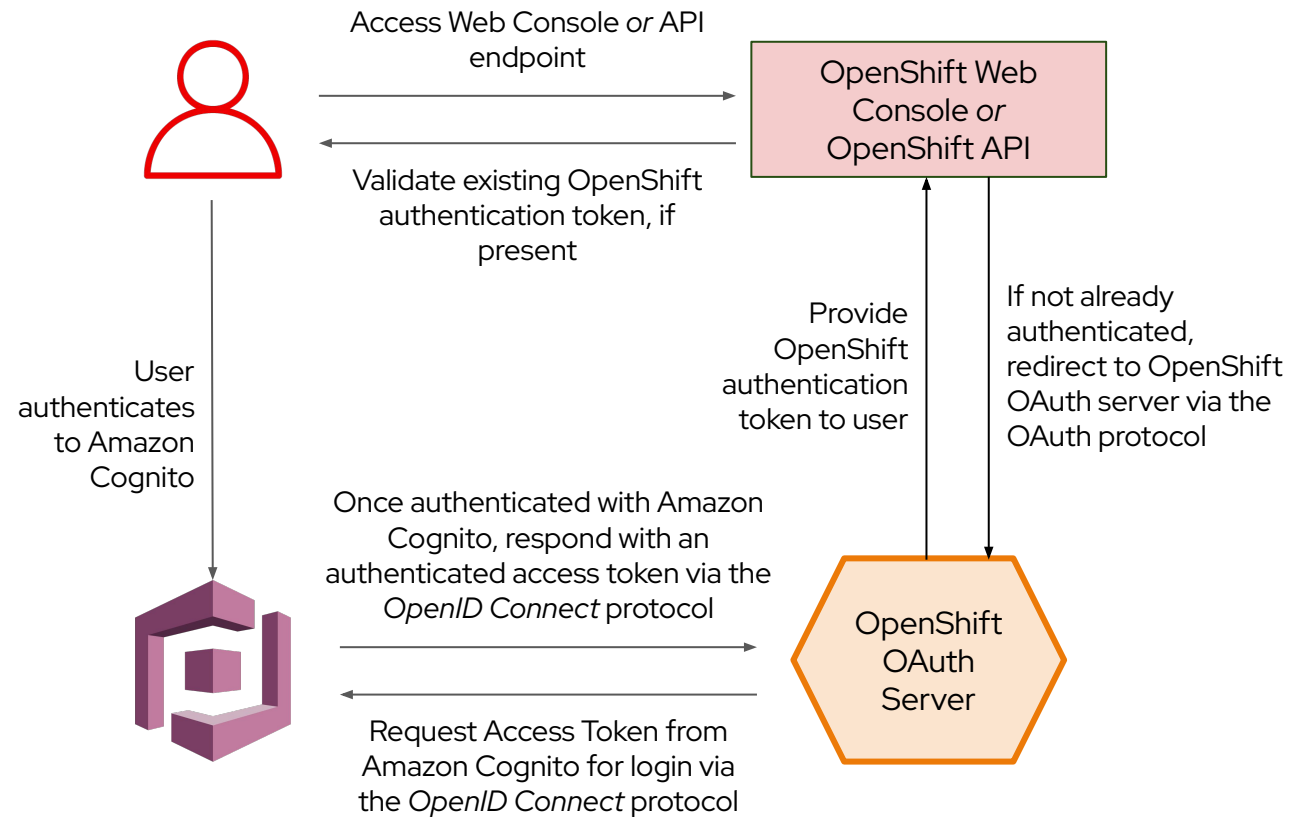 Access Web Console or API
endpoint
OpenShift Web
Console or
OpenShift API
Validate existing OpenShift
authentication token, if
present
Provide
OpenShift
authentication
token to user
If not already
authenticated,
redirect to OpenShift
OAuth server via the
OAuth protocol
User
authenticates
to Amazon
Cognito
Once authenticated with Amazon
Cognito, respond with an
authenticated access token via the
OpenID Connect protocol
OpenShift
OAuth
Server
Request Access Token from
Amazon Cognito for login via
the OpenID Connect protocol